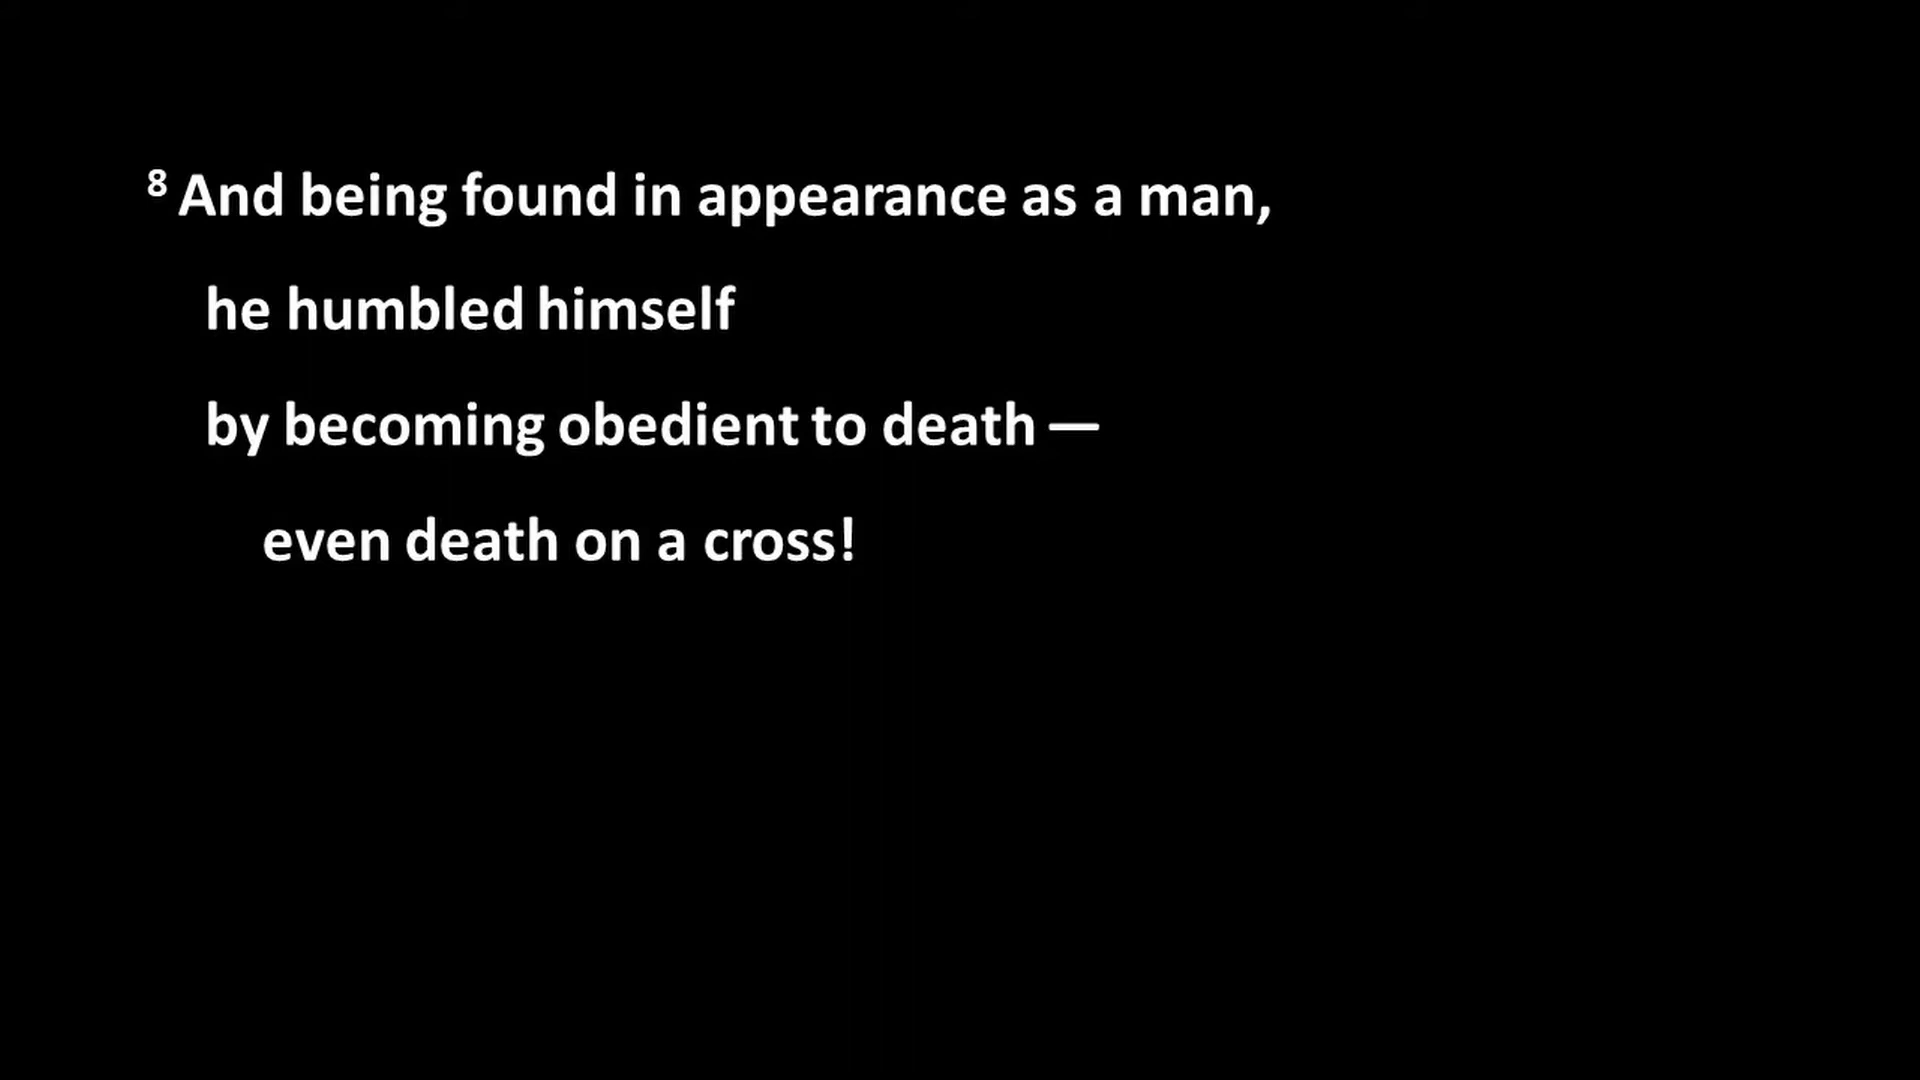 8 And being found in appearance as a man,
he humbled himself
by becoming obedient to death —
even death on a cross!